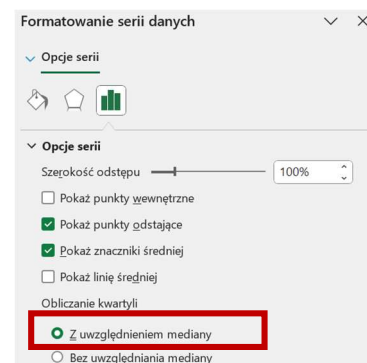 Formatowanie serii danych
Opcje serii
Opcje serii
Szerokość odstępu 100%
Pokaż punkty wewnętrzne
Pokaż punkty odstające
Pokaż znaczniki średniej
Pokaż linię średniej
Obliczanie kwartyli
Z uwzględnieniem mediany
Bez uwzględniania mediany